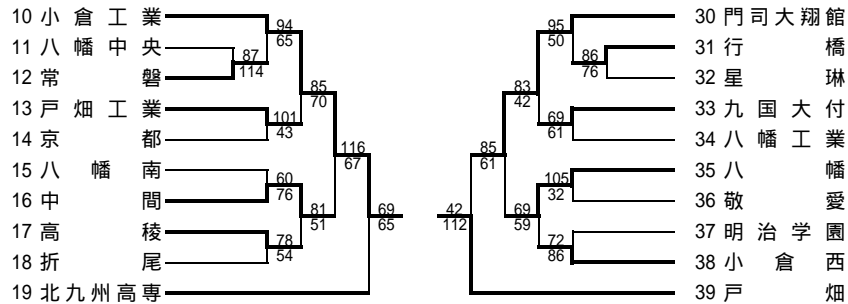 10 小倉工業
94
65
11 八幡中央
87
114
12 常磐
85
70
13 戸畑工業
101
43
14 京都
116
67
15 八幡南
60
76
16 中間
81
51
69
65
17 高稜
78
54
18 折尾
19 北九州高専
30 門司大翔館
95
50
31 行橋
86
76
32 星琳
83
42
33 九国大付
69
61
34 八幡工業
85
61
35 八幡
105
32
36 敬愛
69
59
42
112
37 明治学園
72
86
38 小倉西
39 戸畑